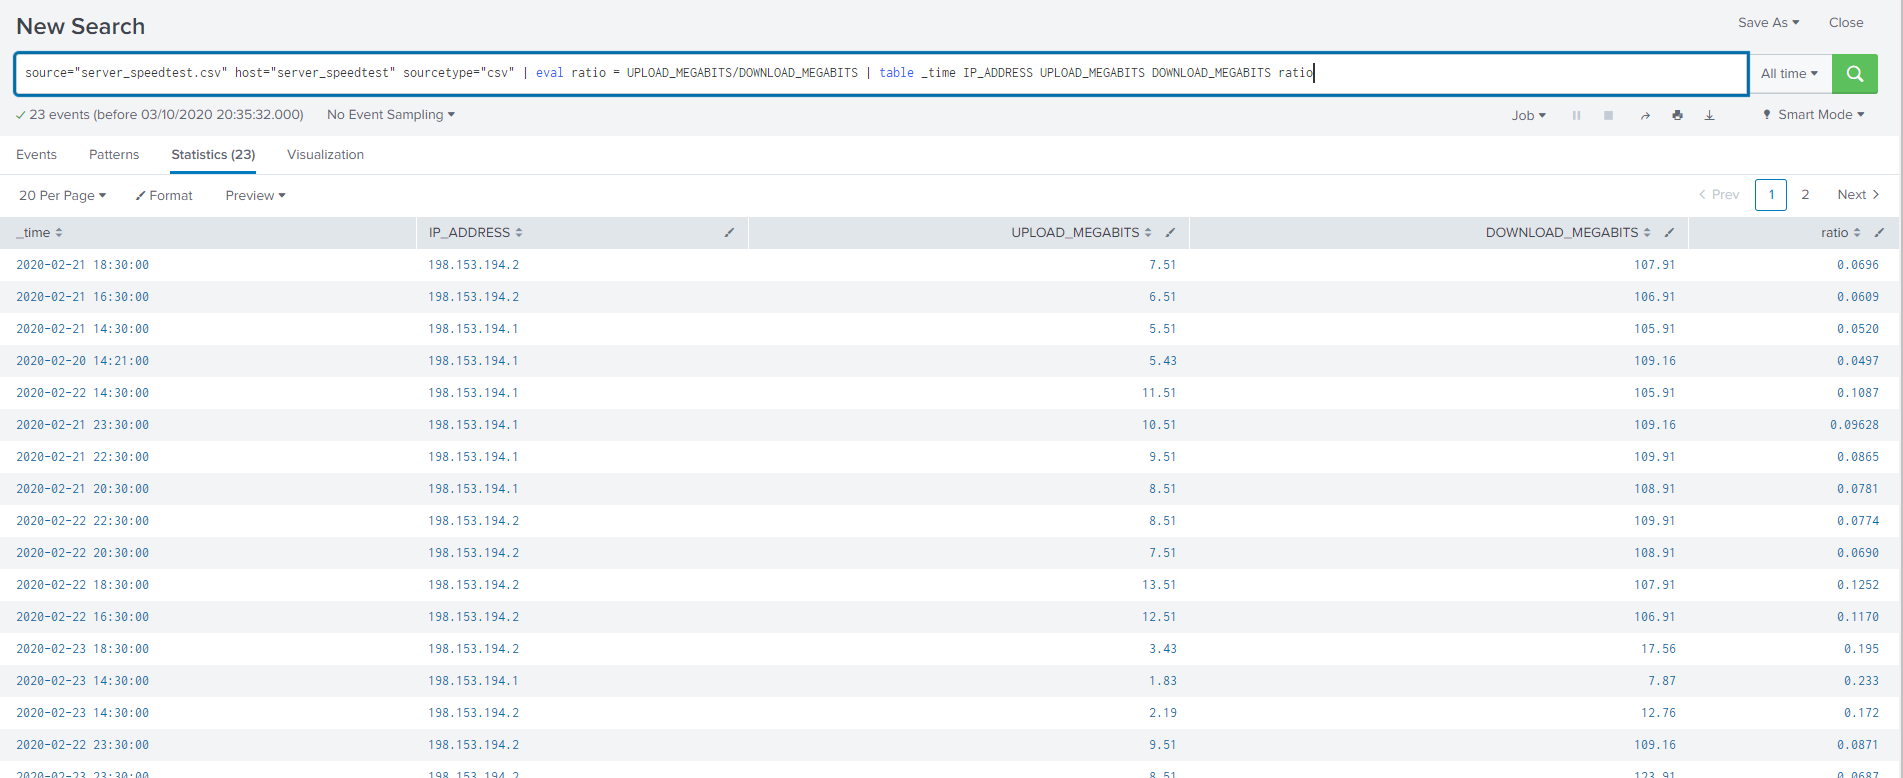 New Search
Save As Close
source="server_speedtest.csv" host="server_speedtest" sourcetype="csv" | eval ratio = UPLOAD_MEGABITS/DOWNLOAD_MEGABITS | table _time IP_ADDRESS UPLOAD_MEGABITS DOWNLOAD_MEGABITS ratio
All time
23 events (before 03/10/2020 20:35:32.000) No Event Sampling
Job Smart Mode
Events Patterns Statistics (23) Visualization
20 Per Page Format Preview
Prev 1 2 Next
_time IP_ADDRESS UPLOAD_MEGABITS DOWNLOAD_MEGABITS ratio
2020-02-21 18:30:00 198.153.194.2 7.51 107.91 0.0696
2020-02-21 16:30:00 198.153.194.2 6.51 106.91 0.0609
2020-02-21 14:30:00 198.153.194.1 5.51 105.91 0.0520
2020-02-20 14:21:00 198.153.194.1 5.43 109.16 0.0497
2020-02-22 14:30:00 198.153.194.1 11.51 105.91 0.1087
2020-02-21 23:30:00 198.153.194.1 10.51 109.16 0.09628
2020-02-21 22:30:00 198.153.194.1 9.51 109.91 0.0865
2020-02-21 20:30:00 198.153.194.1 8.51 108.91 0.0781
2020-02-22 22:30:00 198.153.194.2 8.51 109.91 0.0774
2020-02-22 20:30:00 198.153.194.2 7.51 108.91 0.0690
2020-02-22 18:30:00 198.153.194.2 13.51 107.91 0.1252
2020-02-22 16:30:00 198.153.194.2 12.51 106.91 0.1170
2020-02-23 18:30:00 198.153.194.2 3.43 17.56 0.195
2020-02-23 14:30:00 198.153.194.1 1.83 7.87 0.233
2020-02-23 14:30:00 198.153.194.2 2.19 12.76 0.172
2020-02-22 23:30:00 198.153.194.2 9.51 109.16 0.0871
2020-02-23 23:30:00 198.153.194.2 8.51 123.91 0.0687